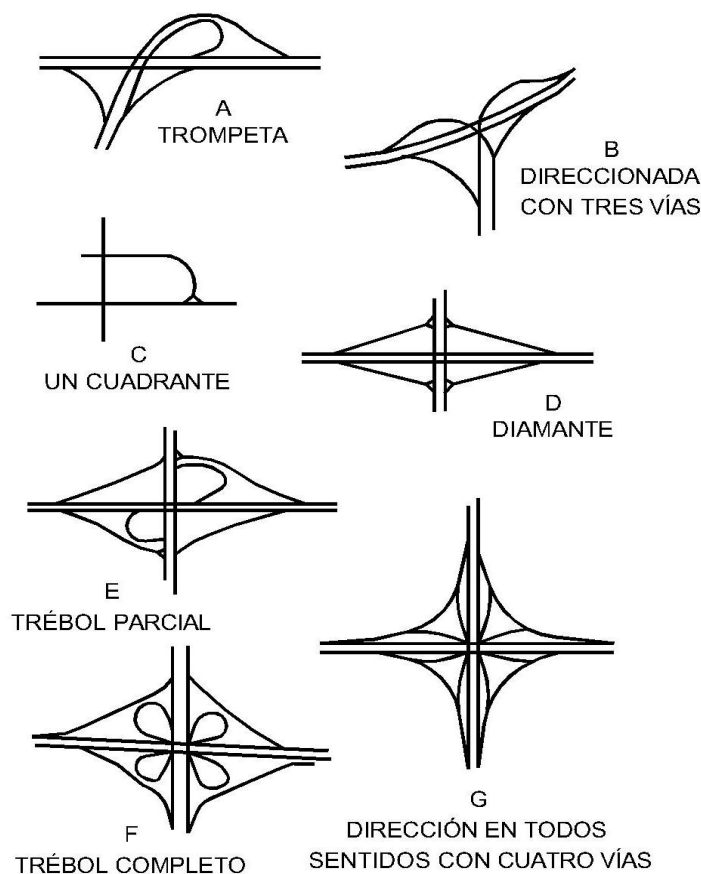 A
TROMPETA
B
DIRECCIONADA
CON TRES VÍAS
C
UN CUADRANTE
D
DIAMANTE
E
TRÉBOL PARCIAL
F
TRÉBOL COMPLETO
G
DIRECCIÓN EN TODOS
SENTIDOS CON CUATRO VÍAS